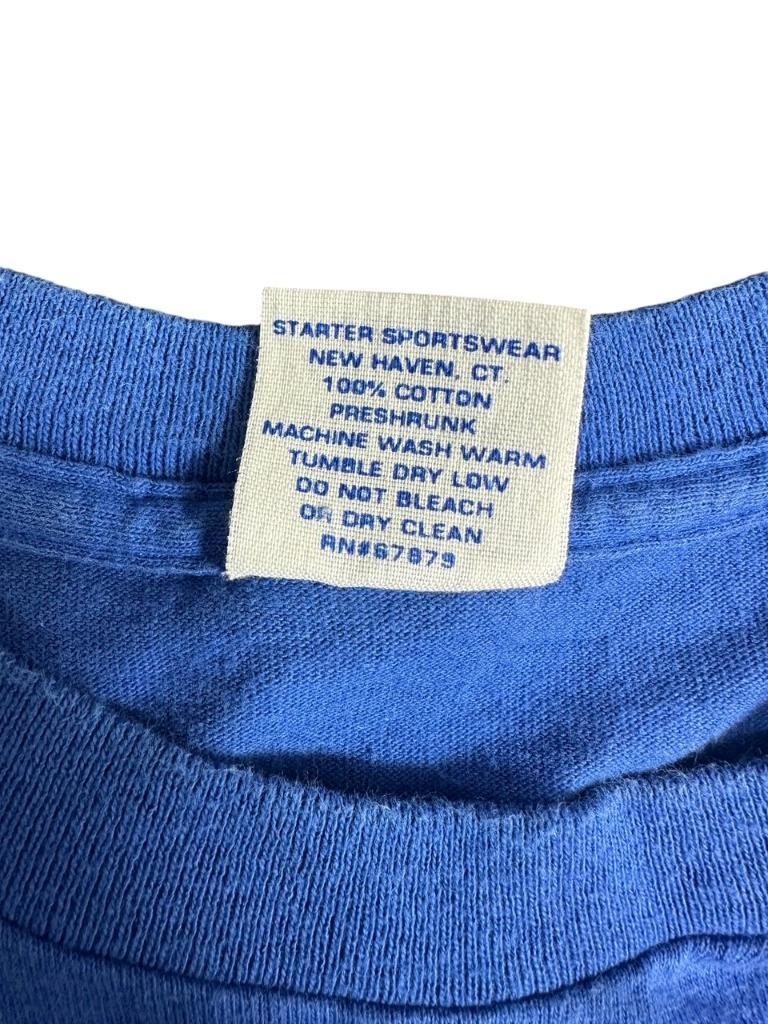 STARTER SPORTSWEAR
NEW HAVEN, CT.
100% COTTON
PRESHRUNK
MACHINE WASH WARM
TUMBLE DRY LOW
DO NOT BLEACH
OR DRY CLEAN
RN#67879